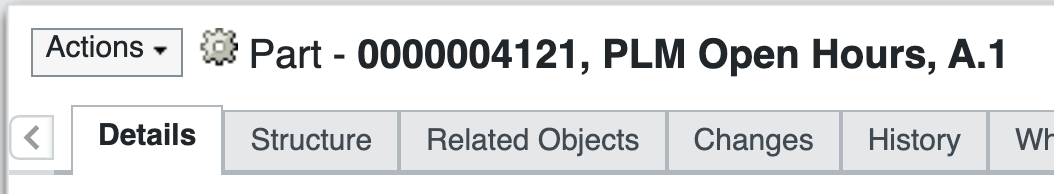 Actions
Part - 0000004121, PLM Open Hours, A.1
Details Structure Related Objects Changes History